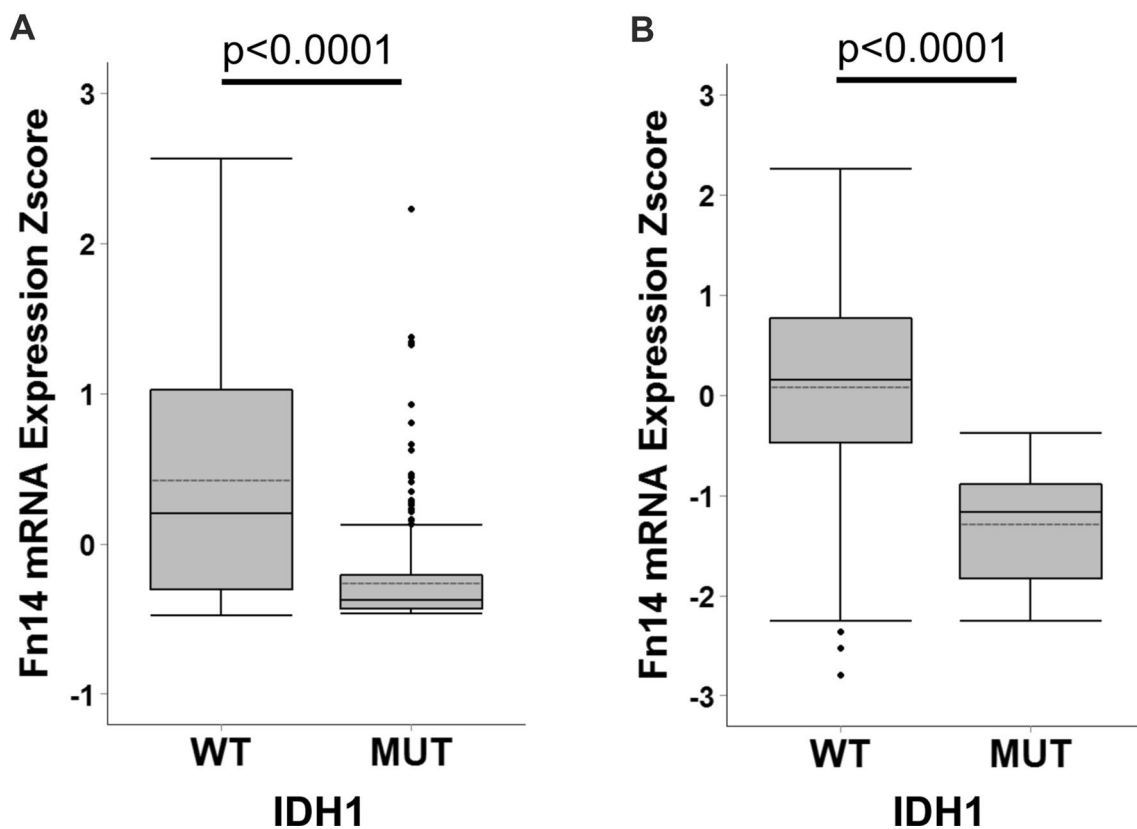 A
p<0.0001
Fn14 mRNA Expression Zscore
3
2
1
0
-1
WT MUT
IDH1
B
p<0.0001
Fn14 mRNA Expression Zscore
3
2
1
0
-1
-2
-3
WT MUT
IDH1